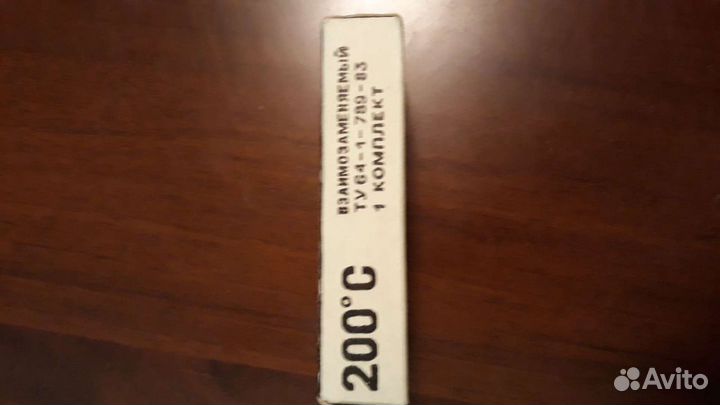 ВЗАИМОЗАМЕНЯЕМЫЙ
ТУ 64-1-789-83
1 КОМПЛЕКТ
200°С
Avito